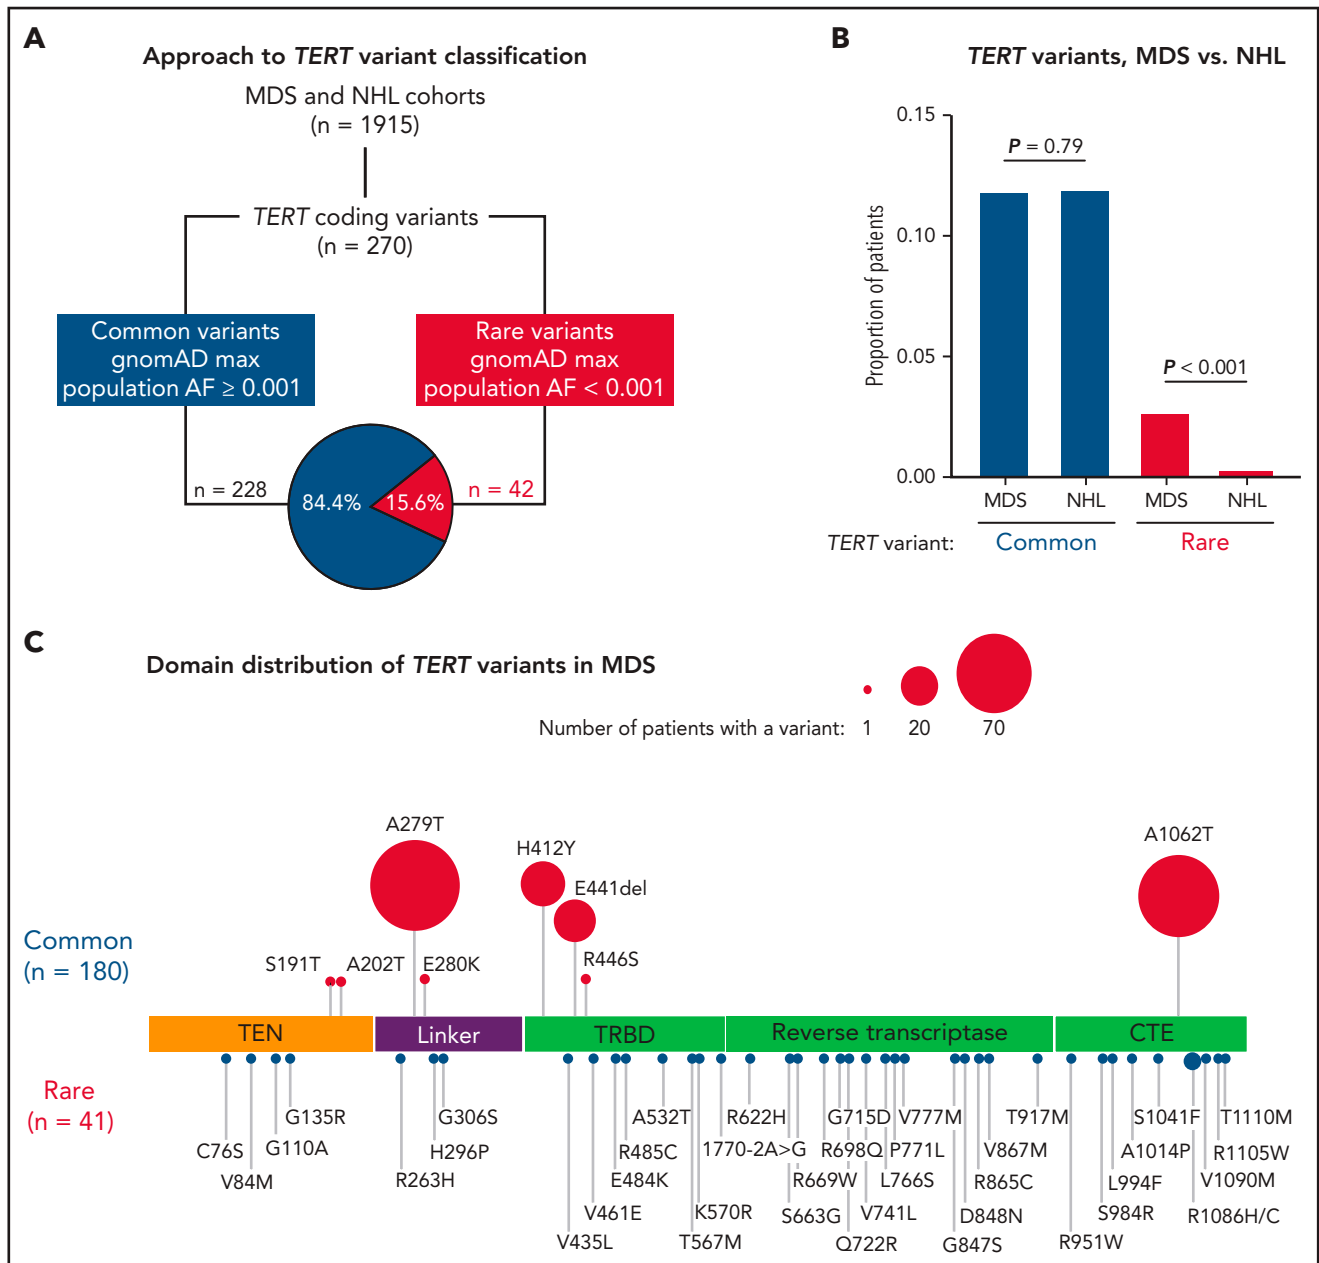 A
Approach to TERT variant classification
MDS and NHL cohorts
(n = 1915)
TERT coding variants
(n = 270)
Common variants
gnomAD max
population AF ≥ 0.001
Rare variants
gnomAD max
population AF < 0.001
n = 228
84.4%
15.6%
n = 42
B
TERT variants, MDS vs. NHL
Proportion of patients
0.15
0.10
0.05
0.00
P = 0.79
P < 0.001
MDS
NHL
MDS
NHL
TERT variant:
Common
Rare
C
Domain distribution of TERT variants in MDS
Number of patients with a variant:
1
20
70
Common
(n = 180)
S191T
A202T
A279T
E280K
H412Y
E441del
R446S
A1062T
TEN
Linker
TRBD
Reverse transcriptase
CTE
Rare
(n = 41)
C76S
V84M
G110A
G135R
R263H
H296P
G306S
V435L
V461E
E484K
R485C
A532T
T567M
K570R
1770-2A>G
R622H
S663G
R669W
R698Q
G715D
Q722R
V741L
L766S
P771L
V777M
G847S
D848N
R865C
V867M
T917M
R951W
S984R
L994F
A1014P
S1041F
R1086H/C
V1090M
R1105W
T1110M